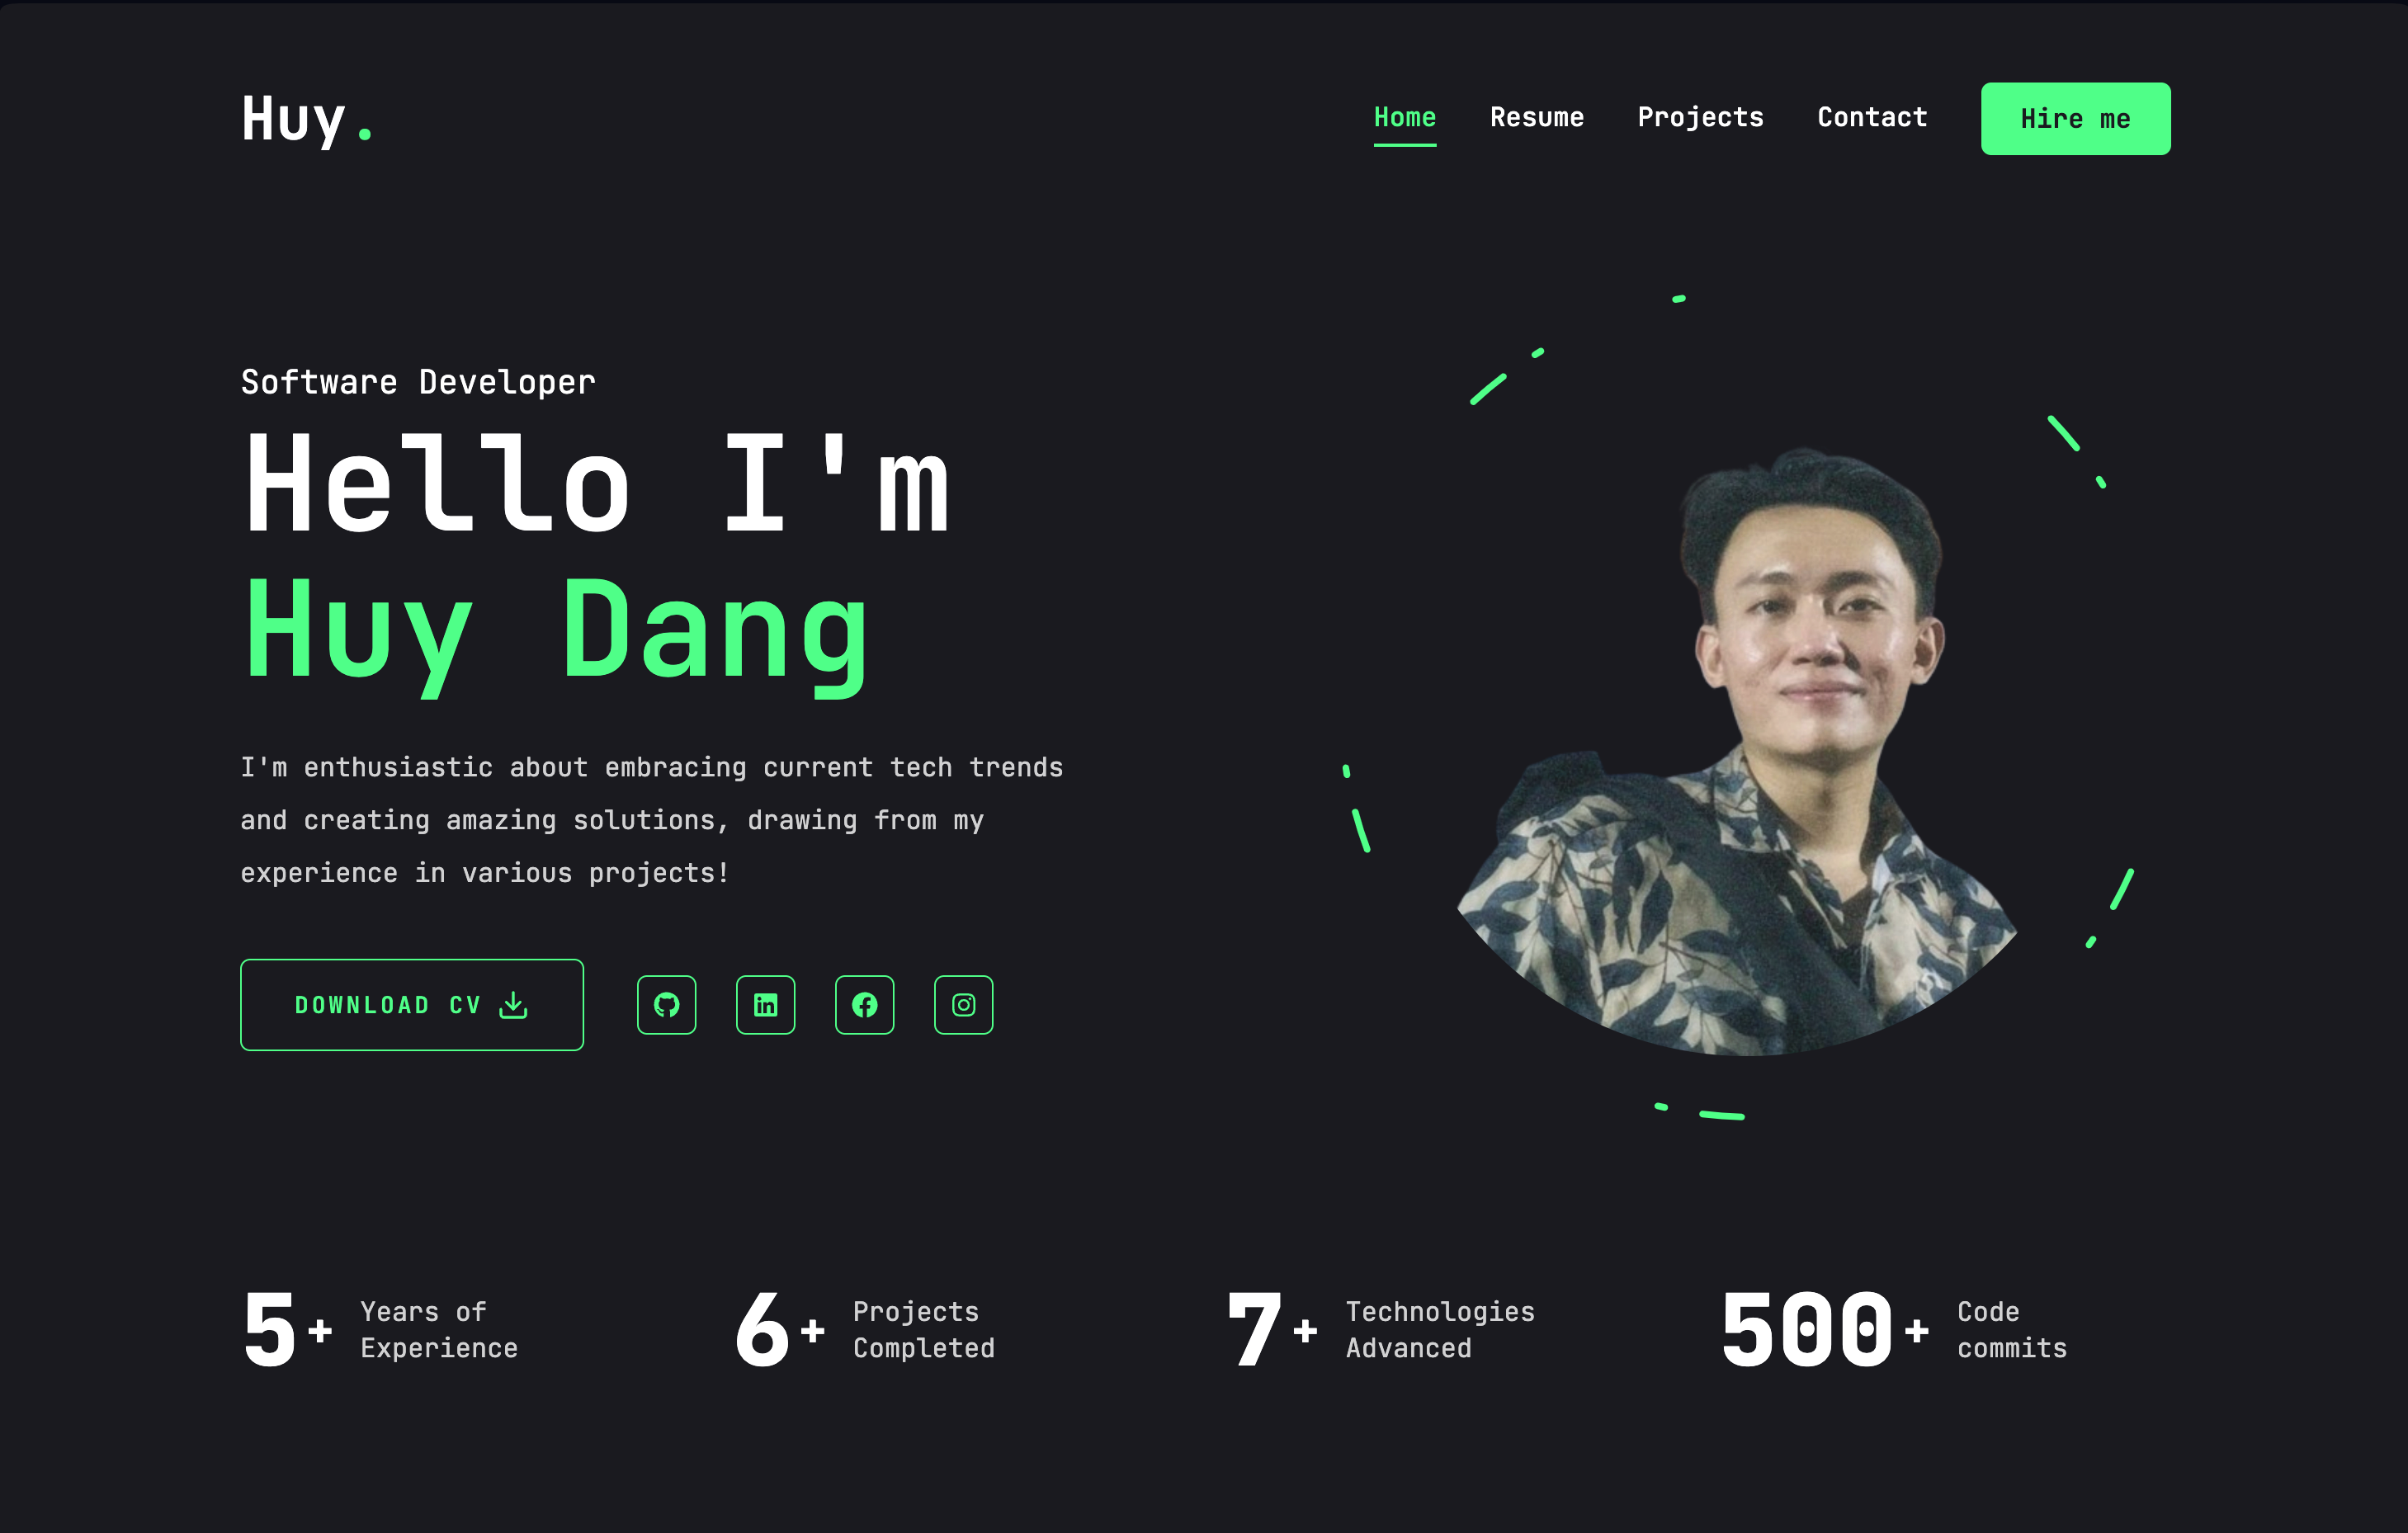 Huy.
Home Resume Projects Contact Hire me
Software Developer
Hello I'm
Huy Dang
I'm enthusiastic about embracing current tech trends
and creating amazing solutions, drawing from my
experience in various projects!
DOWNLOAD CV
5+ Years of
Experience
6+ Projects
Completed
7+ Technologies
Advanced
500+ Code
commits